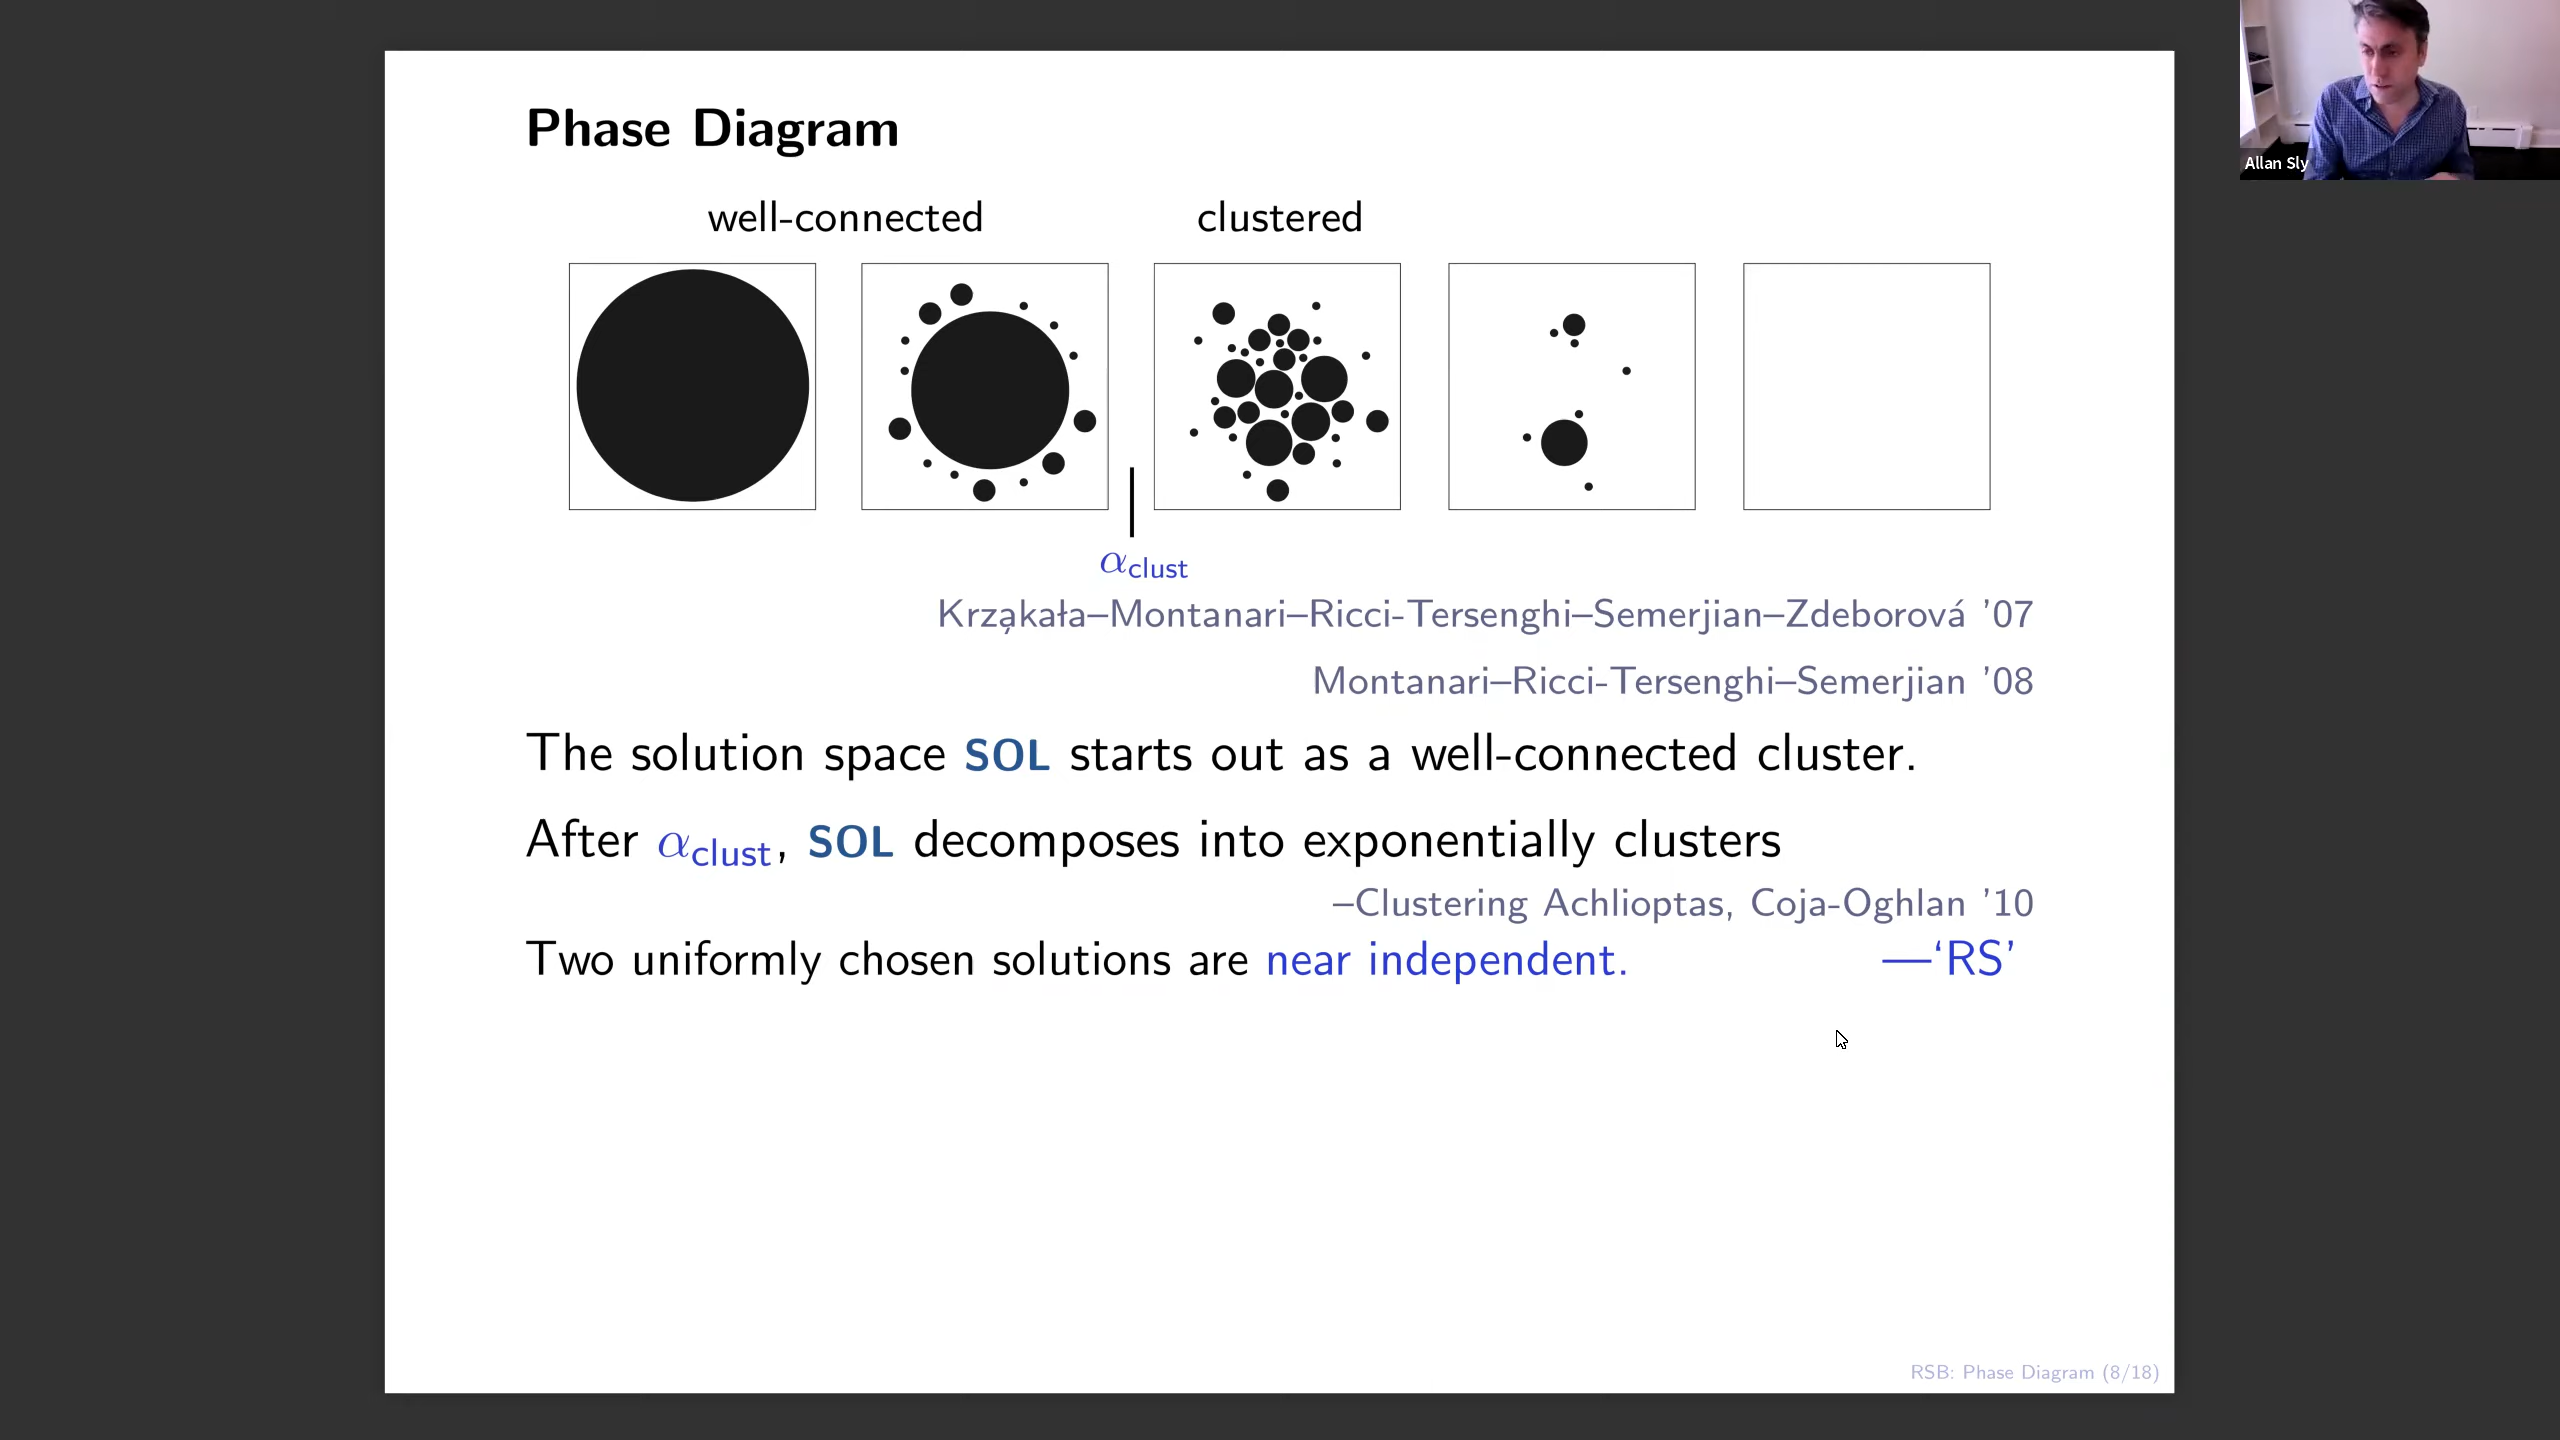 Phase Diagram
well-connected clustered
α_clust
Krząkała–Montanari–Ricci-Tersenghi–Semerjian–Zdeborová ’07
Montanari–Ricci-Tersenghi–Semerjian ’08
The solution space SOL starts out as a well-connected cluster.
After α_clust, SOL decomposes into exponentially clusters
–Clustering Achlioptas, Coja-Oghlan ’10
Two uniformly chosen solutions are near independent. —‘RS’
RSB: Phase Diagram (8/18)
Allan Sly